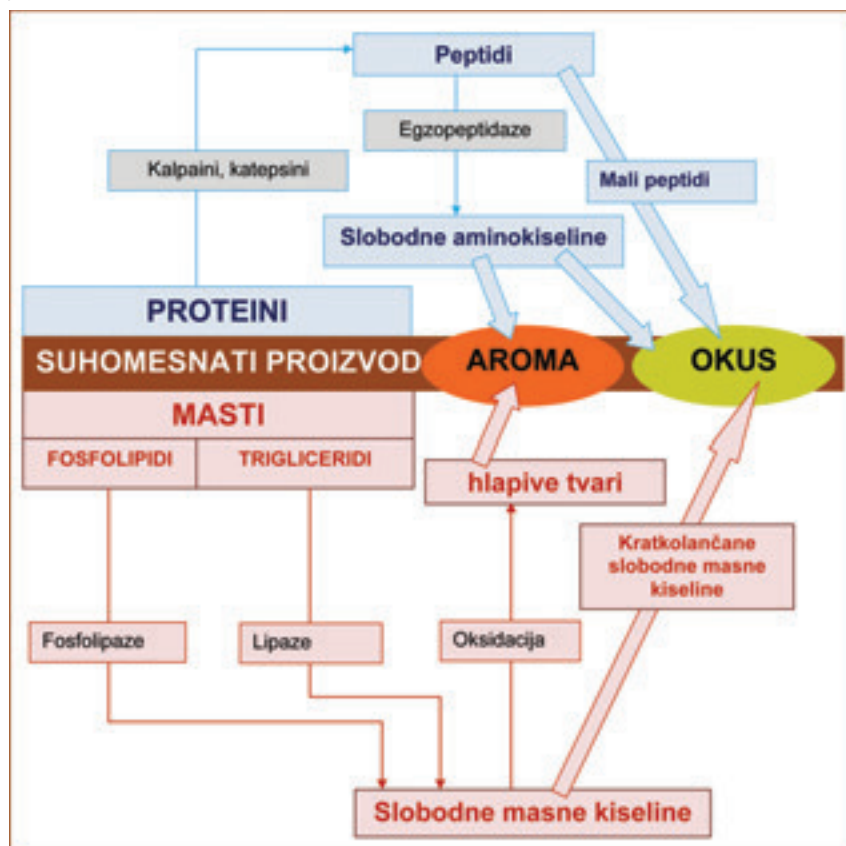 Peptidi
Egzopeptidaze
Kalpaini, katepsini
Mali peptidi
Slobodne aminokiseline
PROTEINI
SUHOMESNATI PROIZVOD
AROMA
OKUS
MASTI
FOSFOLIPIDI
TRIGLICERIDI
hlapive tvari
Kratkolančane
slobodne masne
kiseline
Fosfolipaze
Lipaze
Oksidacija
Slobodne masne kiseline